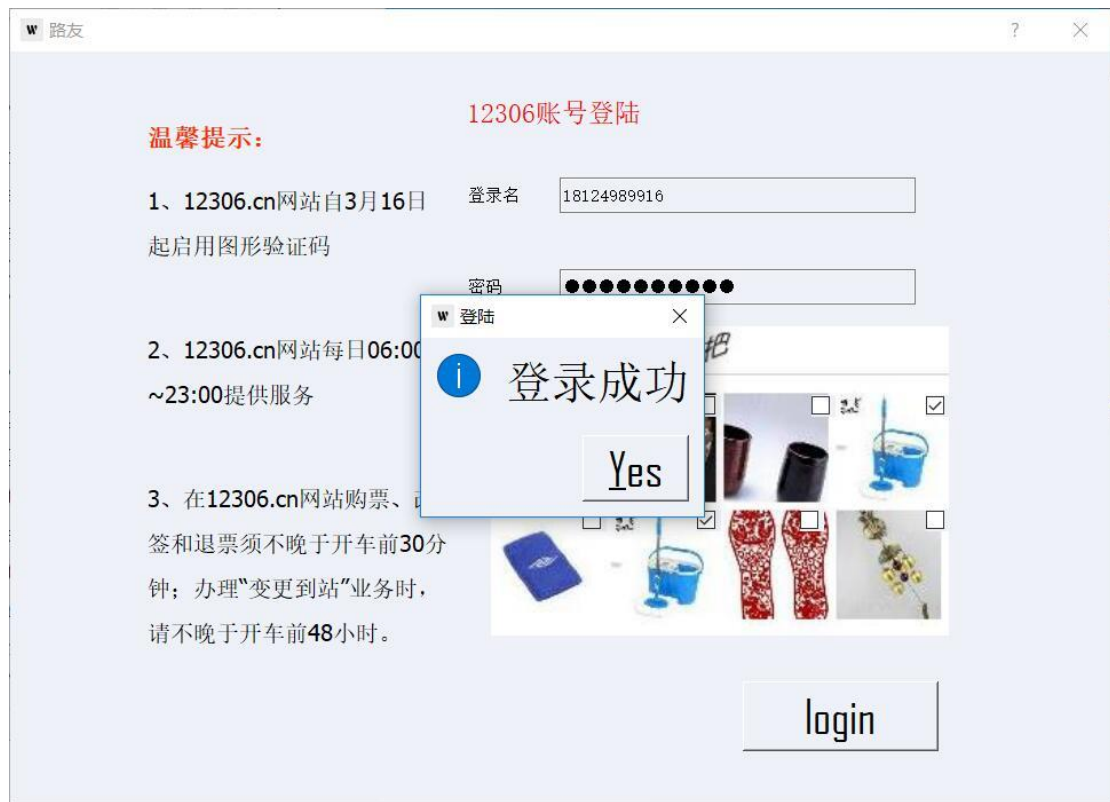 路友
12306账号登陆
温馨提示：
1、12306.cn网站自3月16日
起启用图形验证码
登录名 18124989916
密码
2、12306.cn网站每日06:00
~23:00提供服务
登陆
登录成功
Yes
把
3、在12306.cn网站购票、
签和退票须不晚于开车前30分
钟；办理“变更到站”业务时，
请不晚于开车前48小时。
login